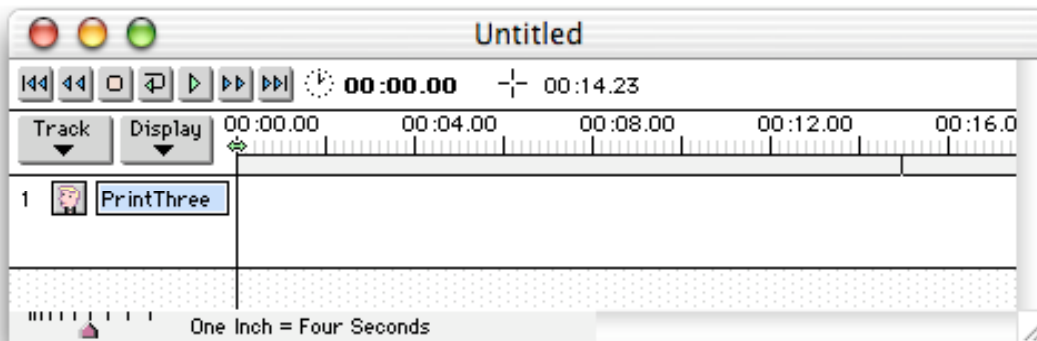 Untitled
00:00.00 00:14.23
Track Display 00:00.00 00:04.00 00:08.00 00:12.00 00:16.0
1 PrintThree
One Inch = Four Seconds